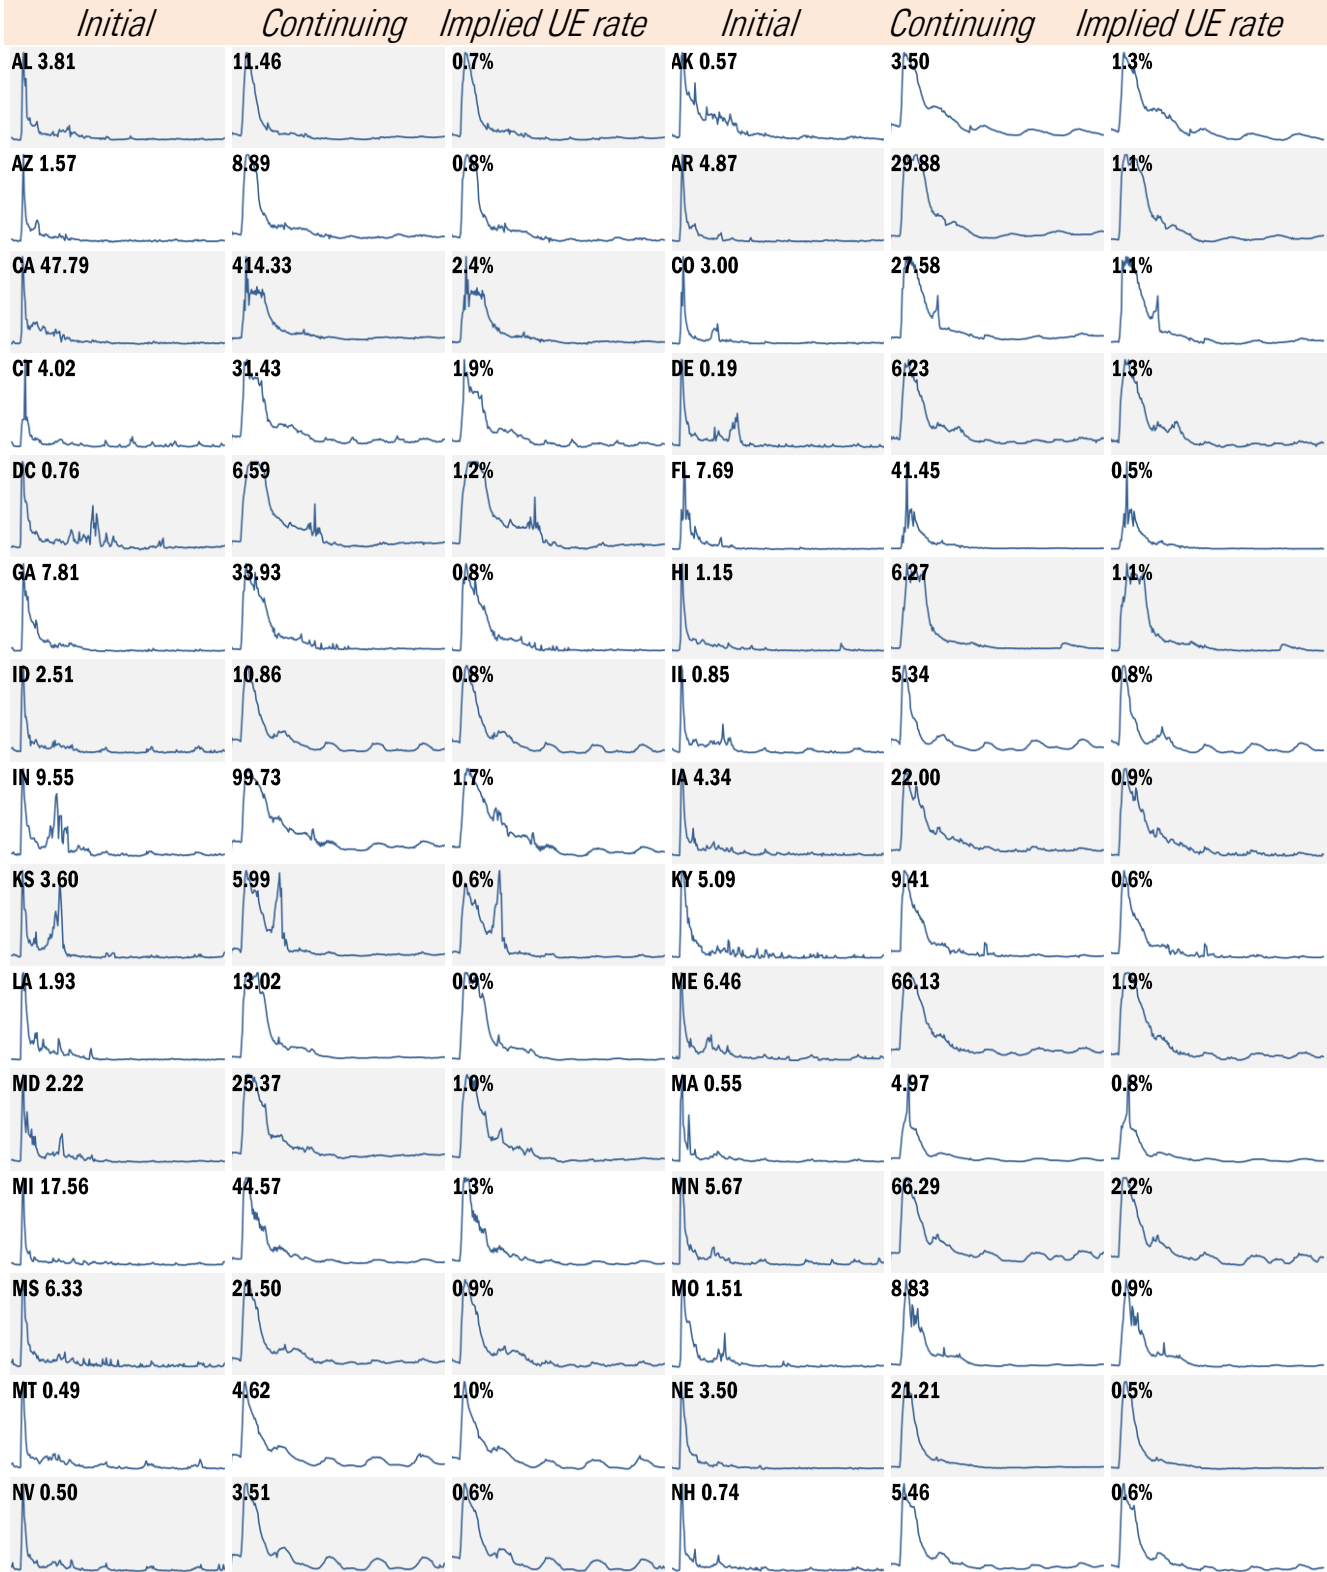 Initial Continuing Implied UE rate Initial Continuing Implied UE rate
AL 3.81 11.46 0.7% AK 0.57 3.50 1.3%
AZ 1.57 8.89 0.8% AR 4.87 29.88 1.1%
CA 47.79 414.33 2.4% CO 3.00 27.58 1.1%
CT 4.02 31.43 1.9% DE 0.19 6.23 1.3%
DC 0.76 6.59 1.2% FL 7.69 41.45 0.5%
GA 7.81 33.93 0.8% HI 1.15 6.27 1.1%
ID 2.51 10.86 0.8% IL 0.85 5.34 0.8%
IN 9.55 99.73 1.7% IA 4.34 22.00 0.9%
KS 3.60 5.99 0.6% KY 5.09 9.41 0.6%
LA 1.93 13.02 0.9% ME 6.46 66.13 1.9%
MD 2.22 25.37 1.0% MA 0.55 4.97 0.8%
MI 17.56 44.57 1.3% MN 5.67 66.29 2.2%
MS 6.33 21.50 0.9% MO 1.51 8.83 0.9%
MT 0.49 4.62 1.0% NE 3.50 21.21 0.5%
NV 0.50 3.51 0.6% NH 0.74 5.46 0.6%